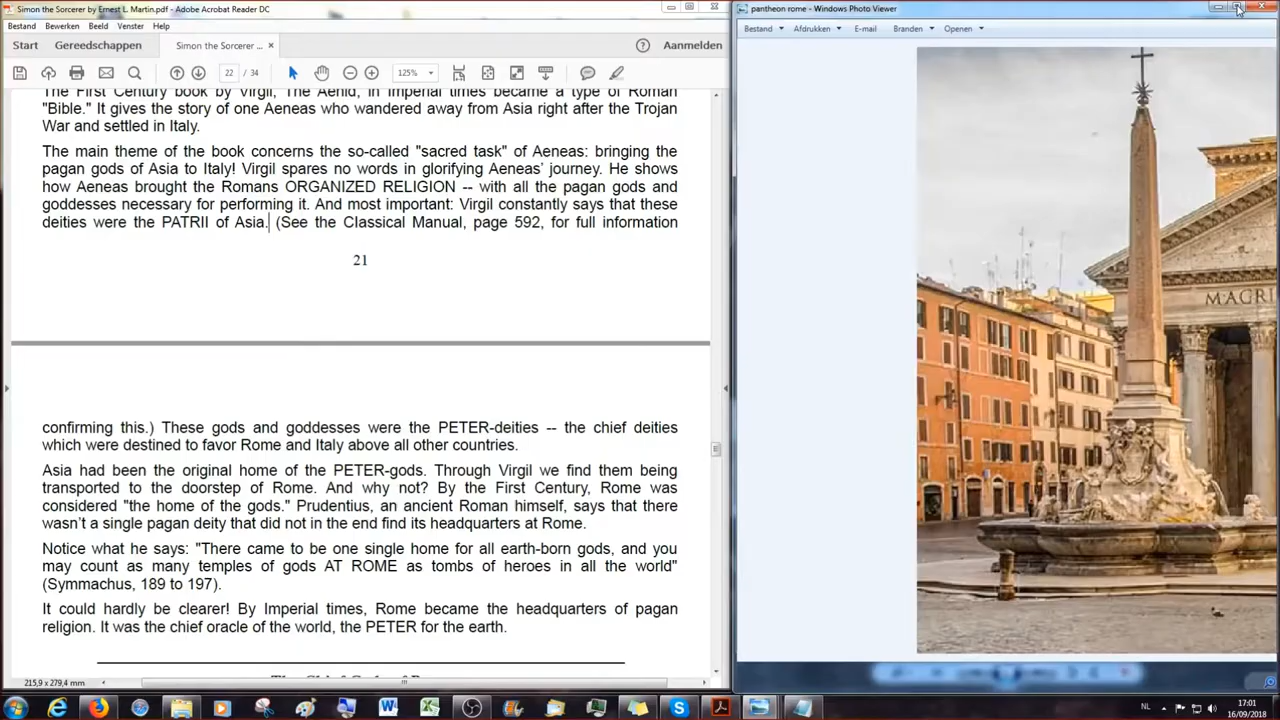 Simon the Sorcerer by Ernest L. Martin.pdf - Adobe Acrobat Reader DC
Bestand Bewerken Beeld Venster Help
Start Gereedschappen Simon the Sorcerer ... × Aanmelden
22 / 34 125%
The First Century book by Virgil, The Aenid, in Imperial times became a type of Roman
"Bible." It gives the story of one Aeneas who wandered away from Asia right after the Trojan
War and settled in Italy.
The main theme of the book concerns the so-called "sacred task" of Aeneas: bringing the
pagan gods of Asia to Italy! Virgil spares no words in glorifying Aeneas' journey. He shows
how Aeneas brought the Romans ORGANIZED RELIGION -- with all the pagan gods and
goddesses necessary for performing it. And most important: Virgil constantly says that these
deities were the PATRII of Asia. (See the Classical Manual, page 592, for full information
21
confirming this.) These gods and goddesses were the PETER-deities -- the chief deities
which were destined to favor Rome and Italy above all other countries.
Asia had been the original home of the PETER-gods. Through Virgil we find them being
transported to the doorstep of Rome. And why not? By the First Century, Rome was
considered "the home of the gods." Prudentius, an ancient Roman himself, says that there
wasn't a single pagan deity that did not in the end find its headquarters at Rome.
Notice what he says: "There came to be one single home for all earth-born gods, and you
may count as many temples of gods AT ROME as tombs of heroes in all the world"
(Symmachus, 189 to 197).
It could hardly be clearer! By Imperial times, Rome became the headquarters of pagan
religion. It was the chief oracle of the world, the PETER for the earth.
215,9 x 279,4 mm
pantheon rome - Windows Photo Viewer
Bestand Afdrukken E-mail Branden Openen
M·AGRI
NL
17:01
16/09/2018